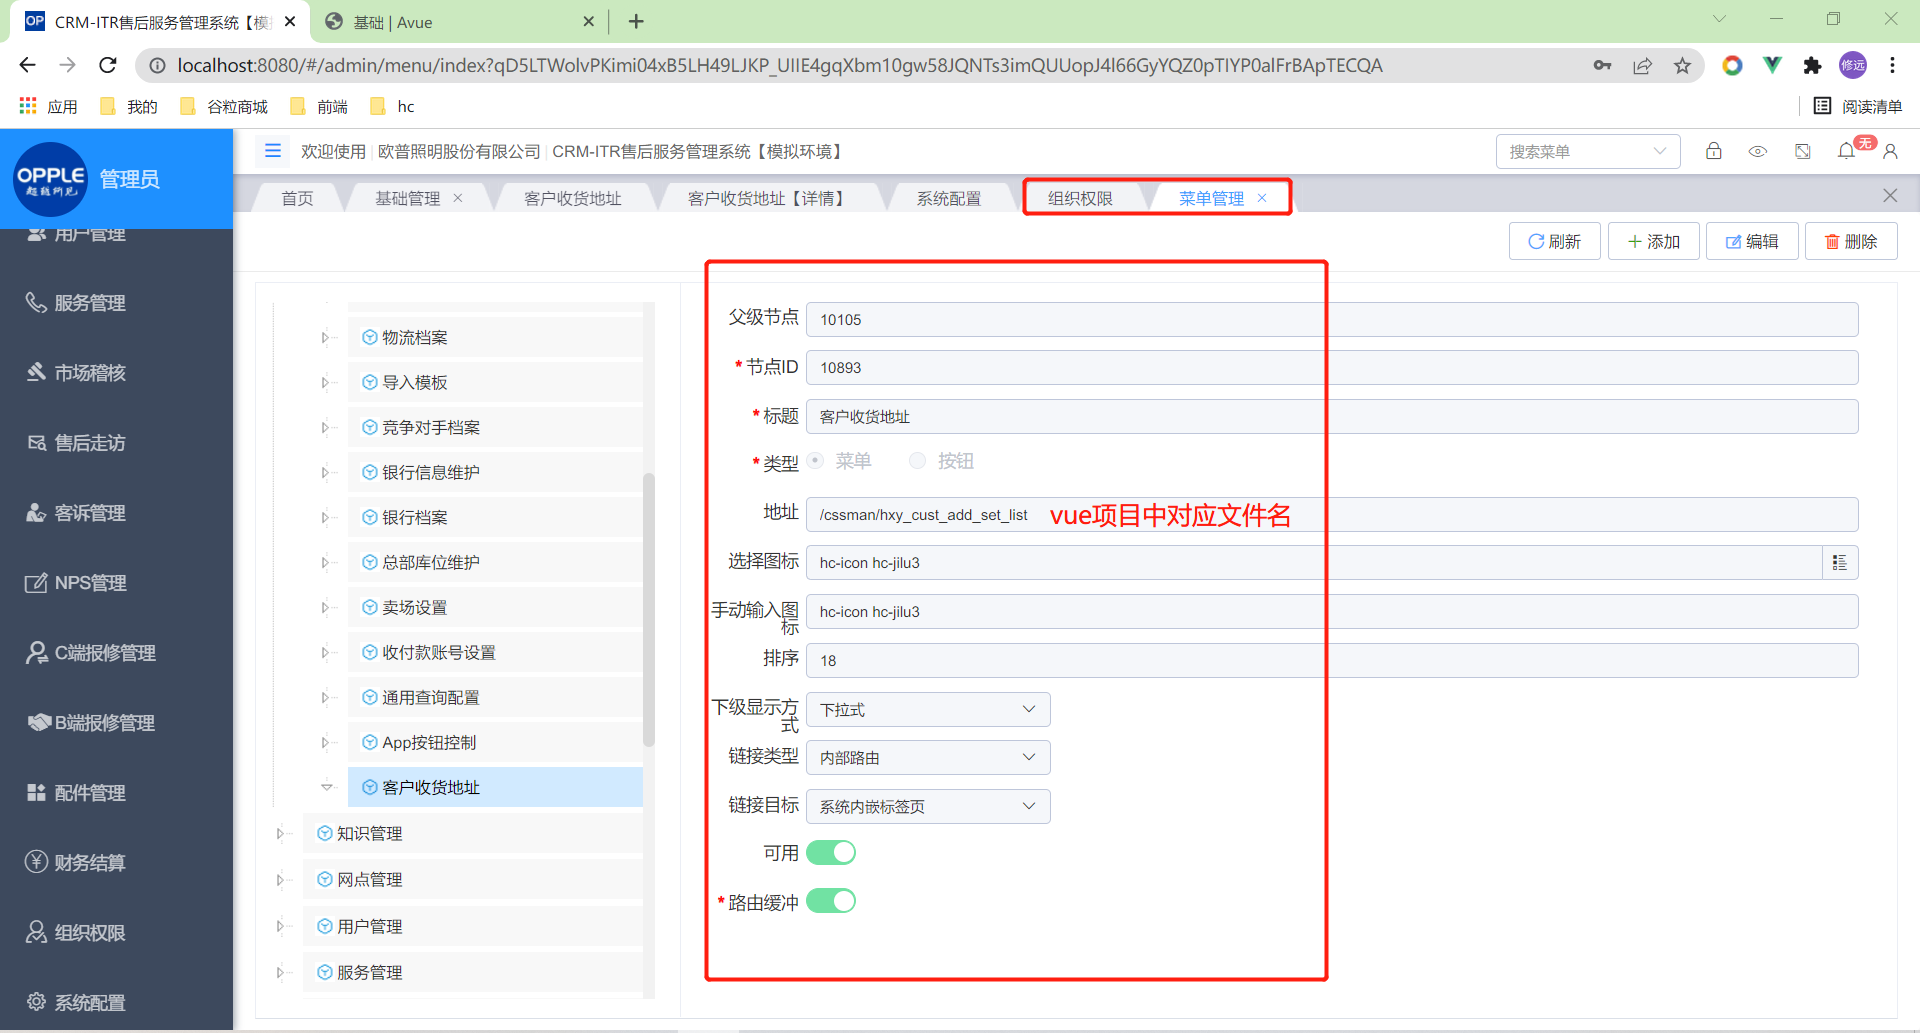 OP CRM-ITR售后服务管理系统【模拟
基础 | Avue
localhost:8080/#/admin/menu/index?qD5LTWolvPKimi04xB5LH49LJKP_UIIE4gqXbm10gw58JQNTs3imQUUopJ4l66GyYQZ0pTIYP0alFrBApTECQA
修远
应用
我的
谷粒商城
前端
hc
阅读清单
OPPLE
超越所见
管理员
欢迎使用 | 欧普照明股份有限公司 | CRM-ITR售后服务管理系统【模拟环境】
搜索菜单
无
首页
基础管理
客户收货地址
客户收货地址【详情】
系统配置
组织权限
菜单管理
刷新
添加
编辑
删除
用户管理
服务管理
市场稽核
售后走访
客诉管理
NPS管理
C端报修管理
B端报修管理
配件管理
财务结算
组织权限
系统配置
物流档案
导入模板
竞争对手档案
银行信息维护
银行档案
总部库位维护
卖场设置
收付款账号设置
通用查询配置
App按钮控制
客户收货地址
知识管理
网点管理
用户管理
服务管理
父级节点 10105
* 节点ID 10893
* 标题 客户收货地址
* 类型 菜单 按钮
地址 /cssman/hxy_cust_add_set_list vue项目中对应文件名
选择图标 hc-icon hc-jilu3
手动输入图
标
hc-icon hc-jilu3
排序 18
下级显示方
式
下拉式
链接类型 内部路由
链接目标 系统内嵌标签页
可用
* 路由缓冲